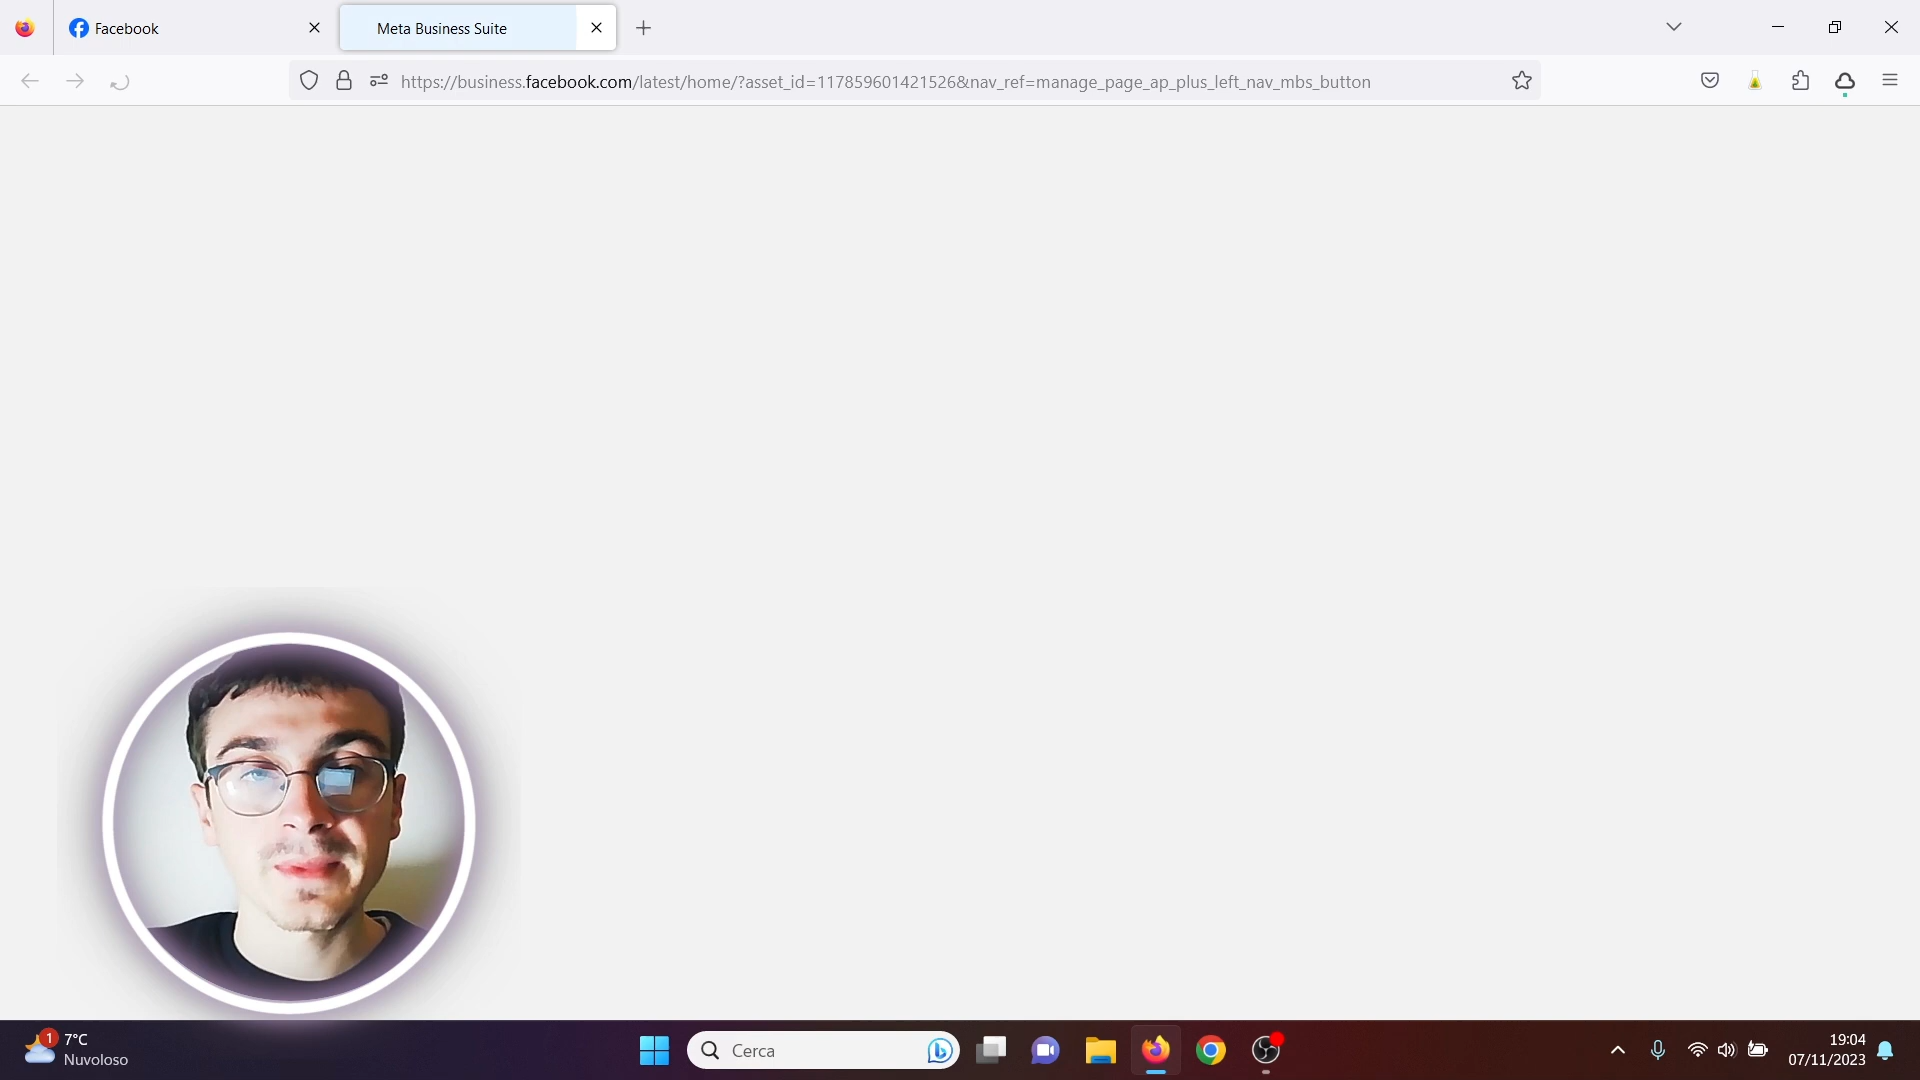 Facebook
Meta Business Suite
https://business.facebook.com/latest/home/?asset_id=117859601421526&nav_ref=manage_page_ap_plus_left_nav_mbs_button
1
7°C
Nuvoloso
Cerca
19:04
07/11/2023